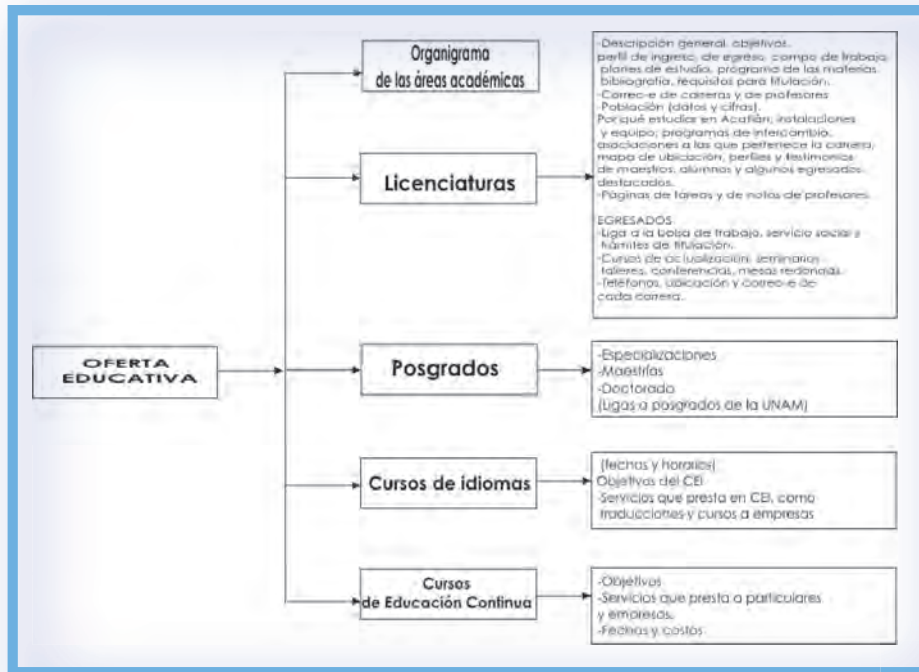 Organigrama
de las áreas académicas
-Descripción general, objetivos,
perfil de ingreso, de egreso, campo de trabajo,
planes de estudio, programa de las materias,
bibliografía, requisitos para titulación.
-Correo-e de carreras y de profesores
-Población (datos y cifras).
Por qué estudiar en Acatlán, instalaciones
y equipo, programas de intercambio,
asociaciones a las que pertenece la carrera,
mapa de ubicación, perfiles y testimonios
de maestros, alumnos y algunos egresados
destacados.
-Páginas de tareas y de notas de profesores.
EGRESADOS
-Liga a la bolsa de trabajo, servicio social y
trámites de titulación.
-Cursos de actualización, seminarios
talleres, conferencias, mesas redondas.
-Teléfonos, ubicación y correo-e de
cada carrera.
Licenciaturas
OFERTA
EDUCATIVA
Posgrados
-Especializaciones
-Maestrías
-Doctorado
(Ligas a posgrados de la UNAM)
Cursos de idiomas
(fechas y horarios)
Objetivos del CEI
-Servicios que presta en CEI, como
traducciones y cursos a empresas
Cursos
de Educación Continua
-Objetivos
-Servicios que presta a particulares
y empresas.
-Fechas y costos